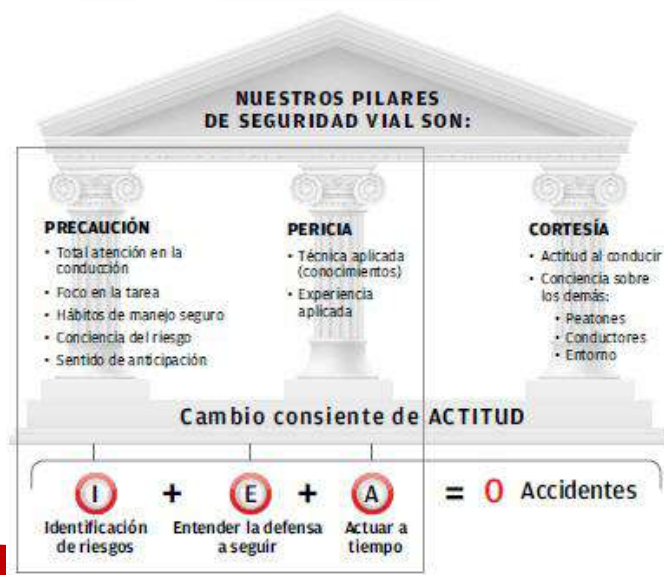 NUESTROS PILARES
DE SEGURIDAD VIAL SON:
PRECAUCIÓN
• Total atención en la
conducción
• Foco en la tarea
• Hábitos de manejo seguro
• Conciencia del riesgo
• Sentido de anticipación
PERICIA
• Técnica aplicada
(conocimientos)
• Experiencia
aplicada
CORTESÍA
• Actitud al conducir
• Conciencia sobre
los demás:
• Peatones
• Conductores
• Entorno
Cambio consiente de ACTITUD
I + E + A = 0 Accidentes
Identificación
de riesgos
Entender la defensa
a seguir
Actuar a
tiempo